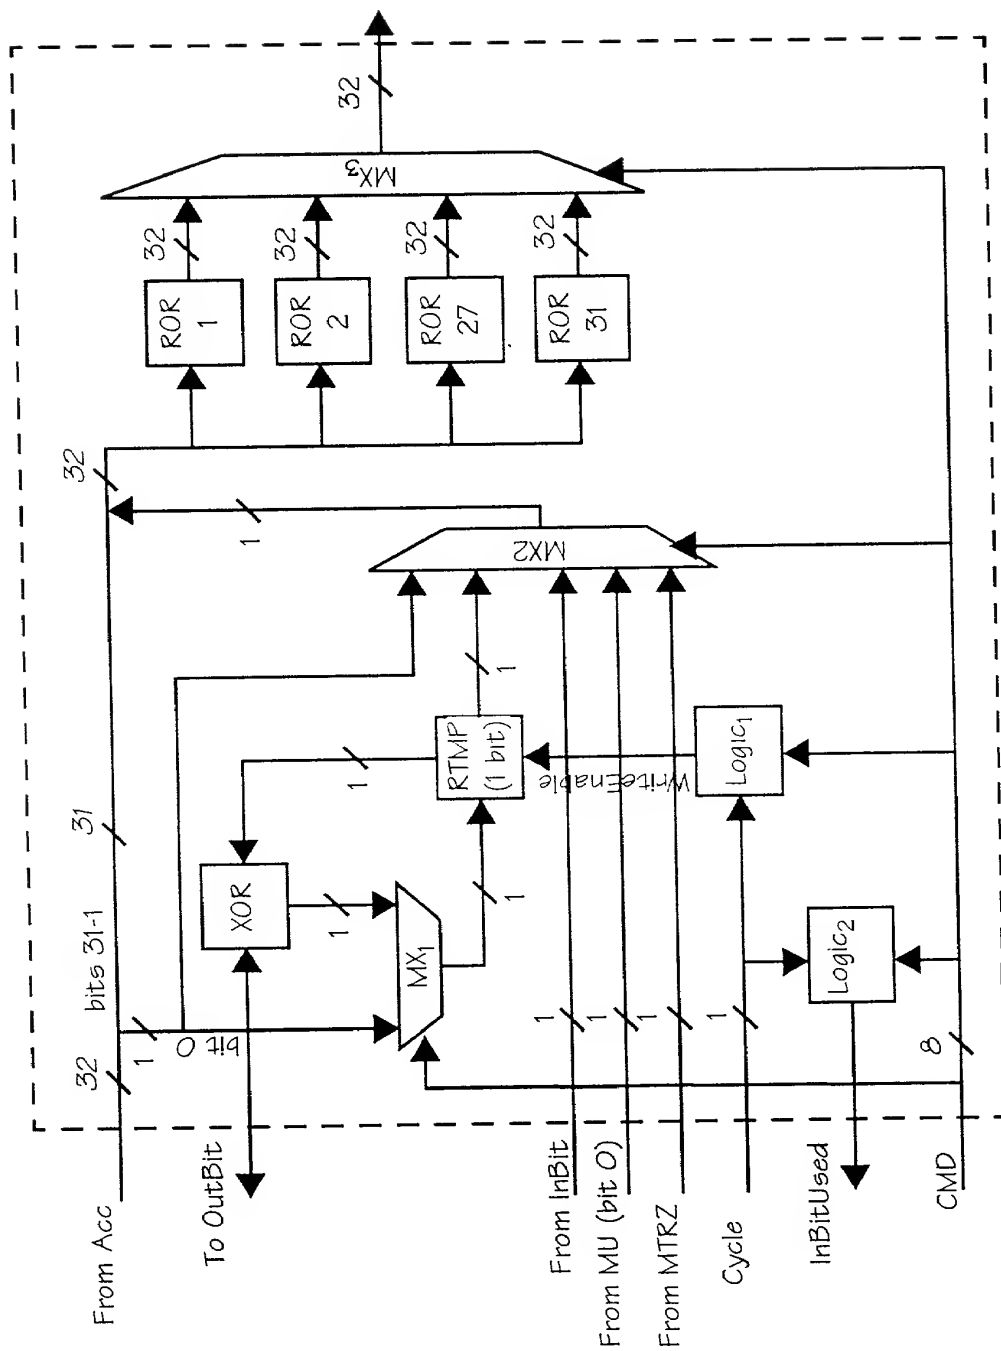 From Acc
32
1
bit 0
bits 31-1
31
32
To OutBit
XOR
1
1
MX1
1
RTMP
(1 bit)
1
WriteEnable
1
MX2
From InBit
1
From MU (bit 0)
1
From MTRZ
1
Cycle
1
Logic1
Logic2
InBitUsed
CMD
8
ROR
1
32
ROR
2
32
ROR
27
32
ROR
31
32
MX3
32